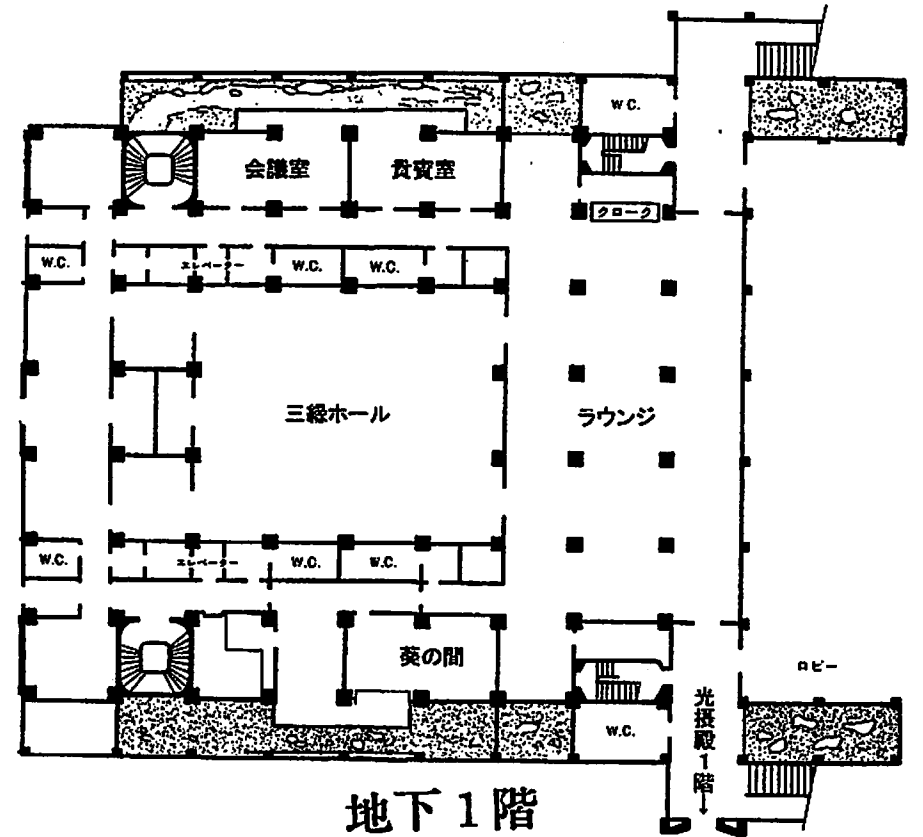 W.C.
会議室
貴賓室
クローク
W.C.
エレベーター
W.C.
W.C.
三縁ホール
ラウンジ
W.C.
エレベーター
W.C.
W.C.
葵の間
ロビー
W.C.
光摂殿1階
地下1階